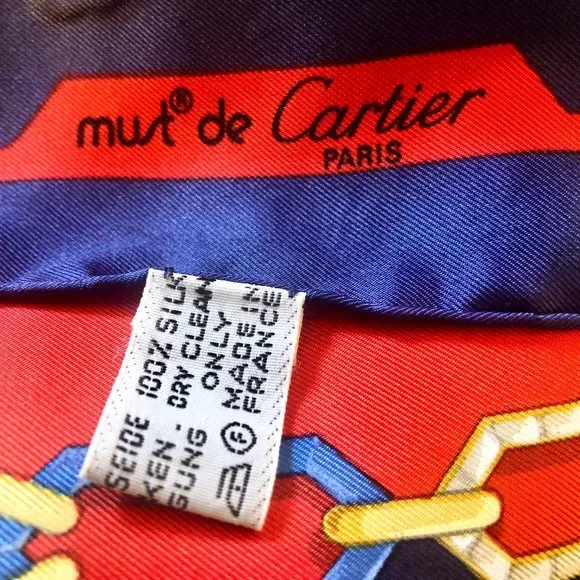 must® de Cartier
PARIS
SEIDE 100% SILK
KEN. DRY CLEAN
GUNG ONLY
MADE IN
FRANCE